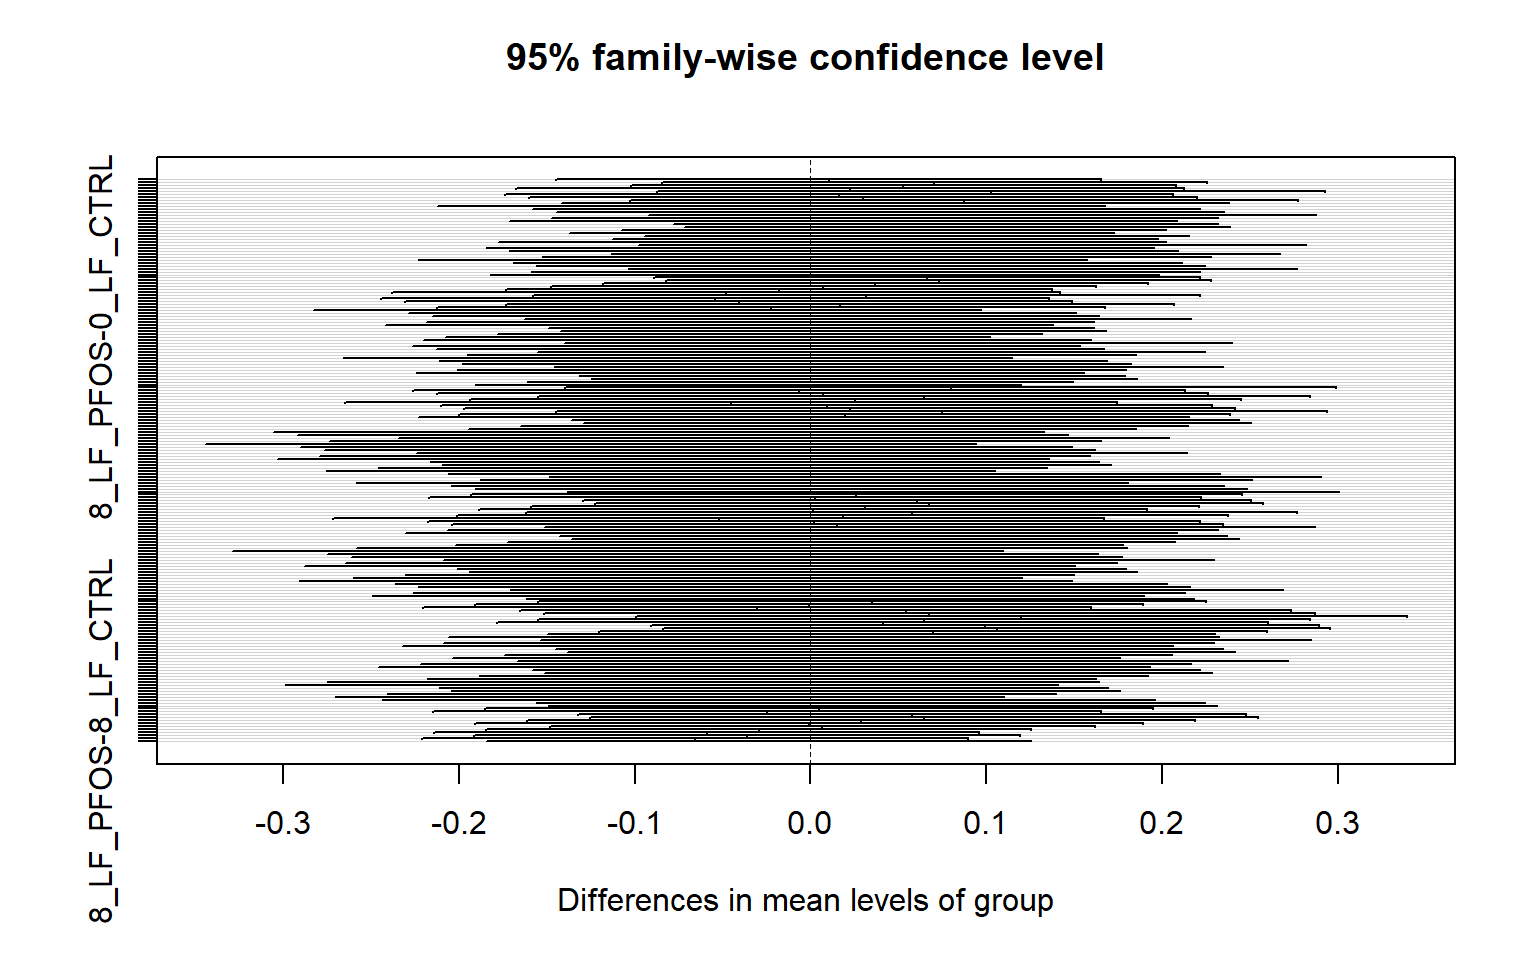 95% family-wise confidence level
8_LF_PFOS-0_LF_CTRL
8_LF_PFOS-8_LF_CTRL
-0.3 -0.2 -0.1 0.0 0.1 0.2 0.3
Differences in mean levels of group